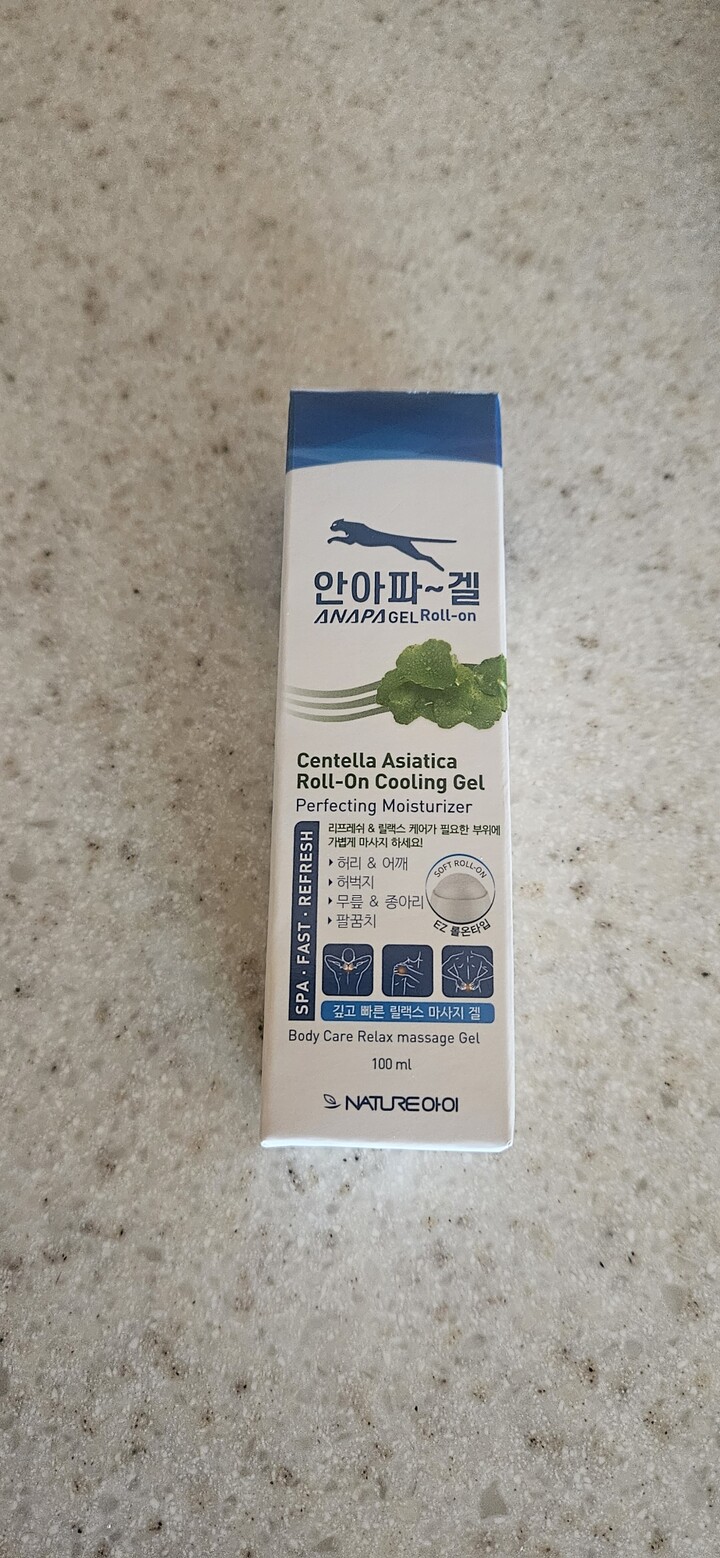 안아파~겔
ANAPA GEL Roll-on
Centella Asiatica
Roll-On Cooling Gel
Perfecting Moisturizer
SPA · FAST · REFRESH
리프레쉬 & 릴랙스 케어가 필요한 부위에
가볍게 마사지 하세요!
허리 & 어깨
허벅지
무릎 & 종아리
팔꿈치
SOFT ROLL-ON
EZ 롤온타입
깊고 빠른 릴랙스 마사지 겔
Body Care Relax massage Gel
100 ml
NATURE아이